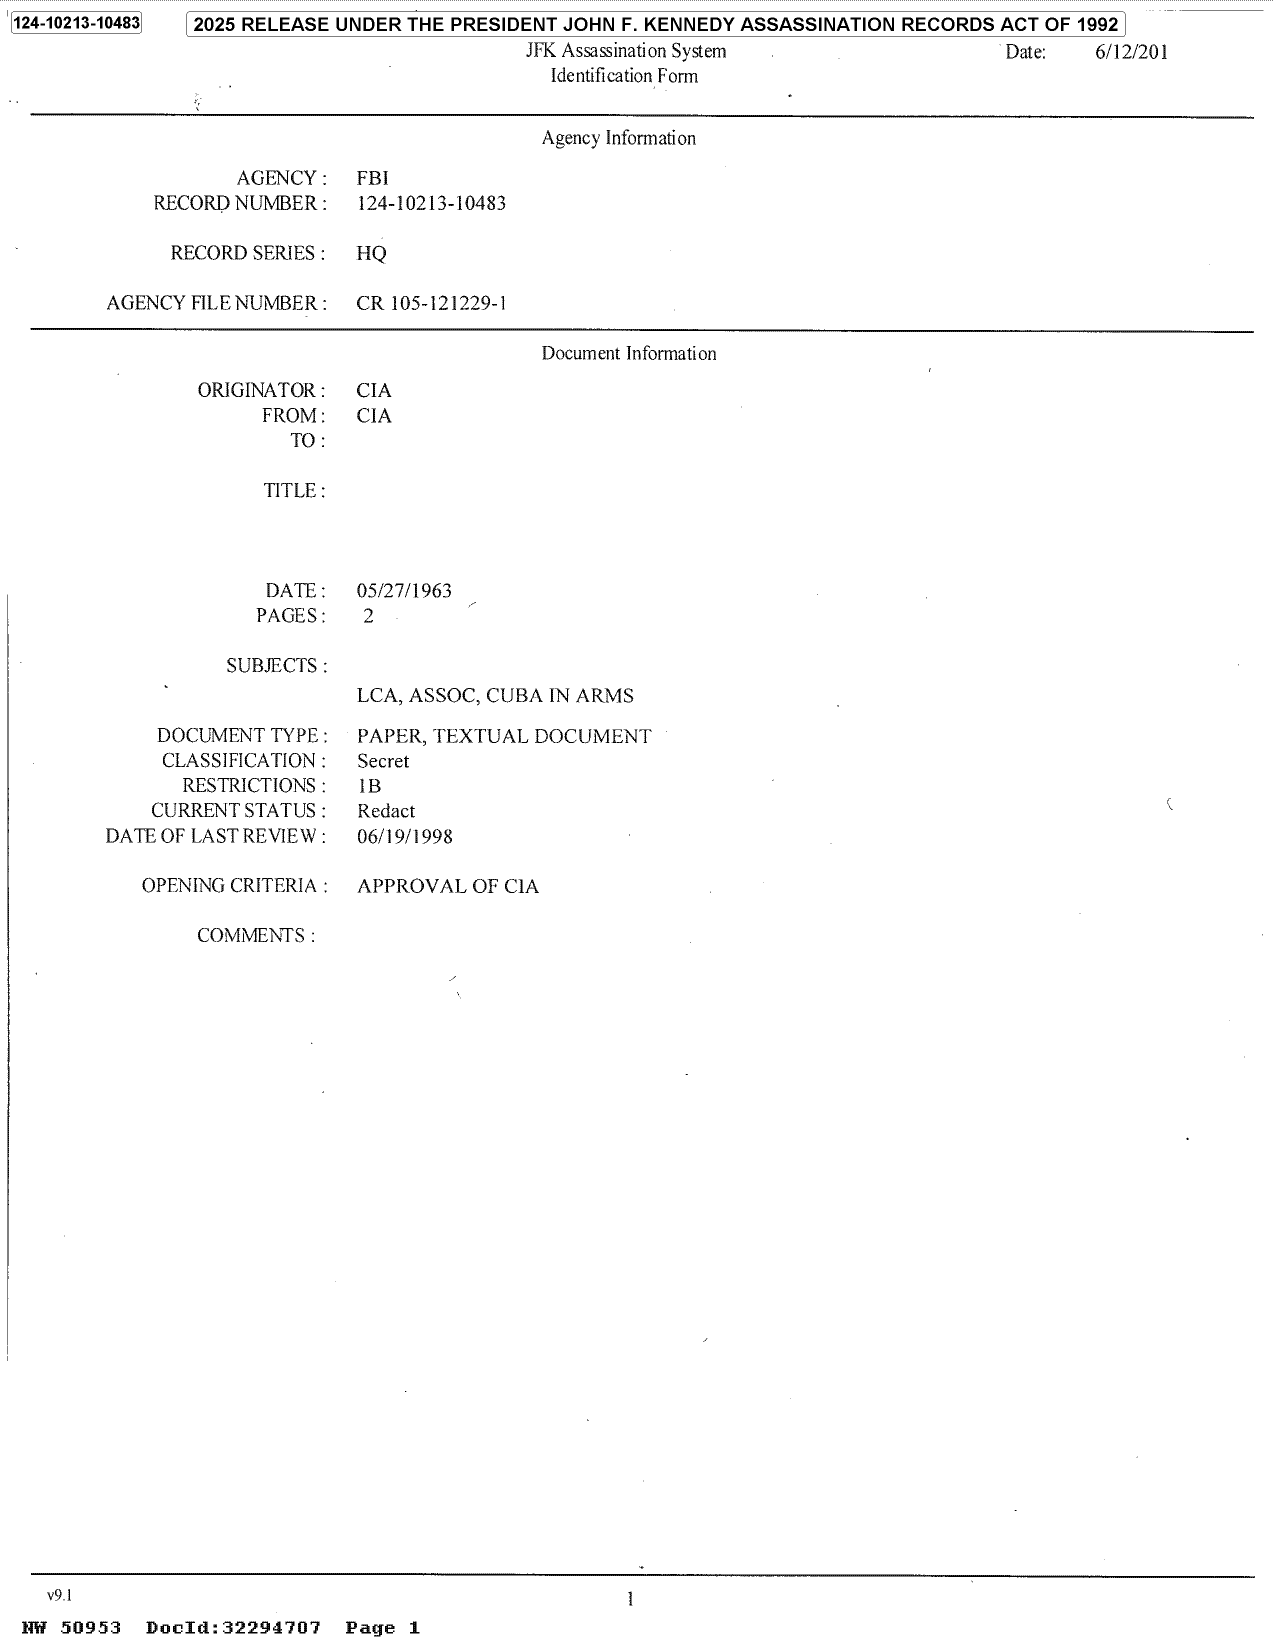 124-10213-10483 2025 RELEASE UNDER THE PRESIDENT JOHN F. KENNEDY ASSASSINATION RECORDS ACT OF 1992
JFK Assassination System Date: 6/12/201
Identification Form
Agency Information
AGENCY : FBI
RECORD NUMBER : 124-10213-10483
RECORD SERIES : HQ
AGENCY FILE NUMBER : CR 105-121229-1
Document Information
ORIGINATOR : CIA
FROM : CIA
TO :
TITLE :
DATE : 05/27/1963
PAGES : 2
SUBJECTS :
LCA, ASSOC, CUBA IN ARMS
DOCUMENT TYPE : PAPER, TEXTUAL DOCUMENT
CLASSIFICATION : Secret
RESTRICTIONS : 1B
CURRENT STATUS : Redact
DATE OF LAST REVIEW : 06/19/1998
OPENING CRITERIA : APPROVAL OF CIA
COMMENTS :
v9.1 1
NW 50953 DocId:32294707 Page 1